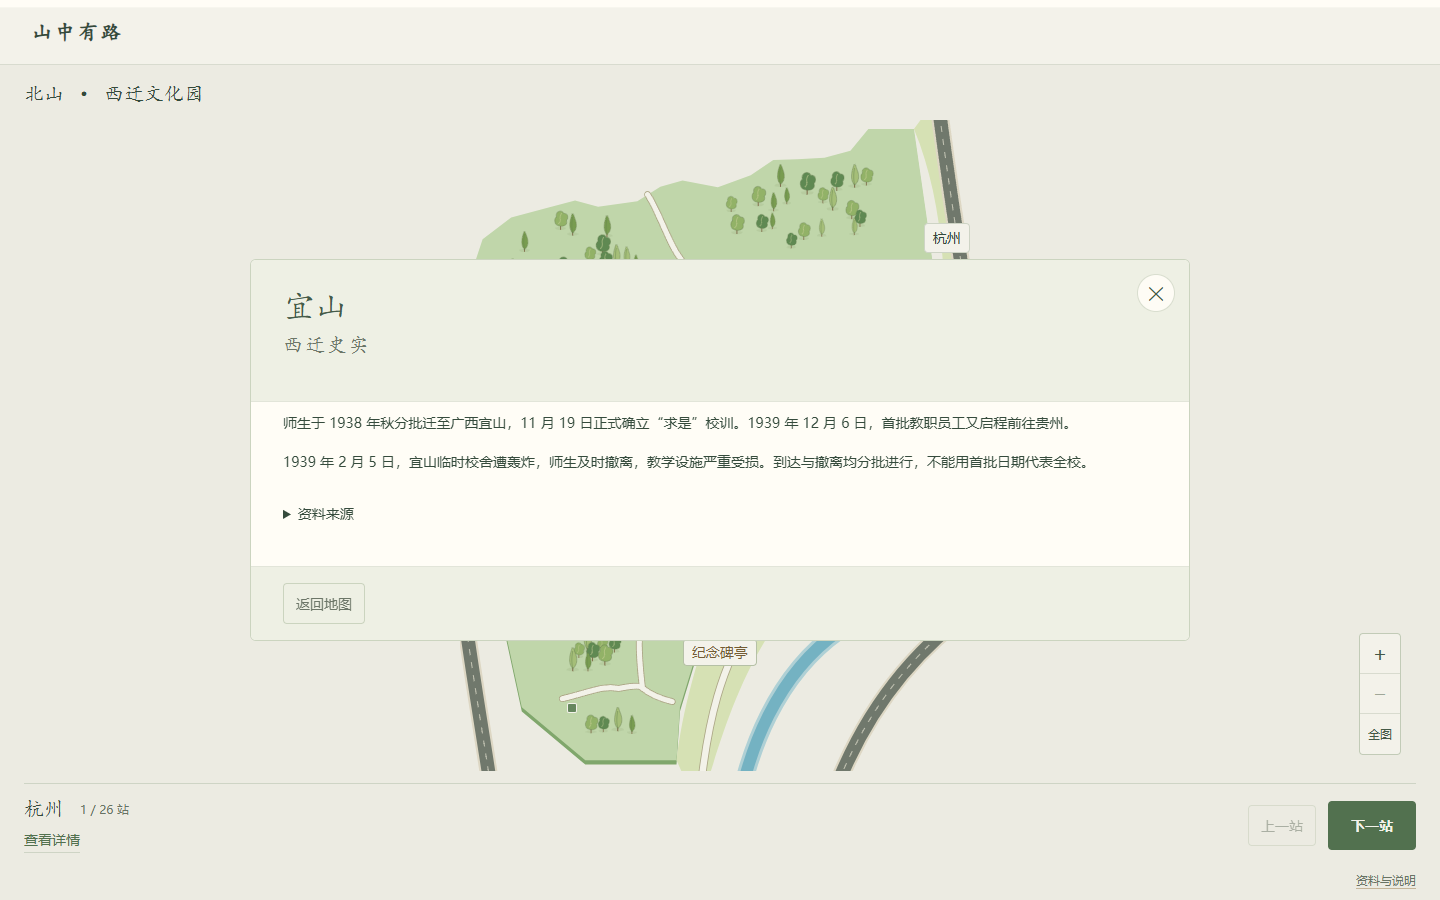 山中有路
北山 • 西迁文化园
杭州
宜山
西迁史实
师生于 1938 年秋分批迁至广西宜山，11 月 19 日正式确立“求是”校训。1939 年 12 月 6 日，首批教职员工又启程前往贵州。
1939 年 2 月 5 日，宜山临时校舍遭轰炸，师生及时撤离，教学设施严重受损。到达与撤离均分批进行，不能用首批日期代表全校。
▶ 资料来源
返回地图
纪念碑亭
+
−
全图
杭州 1 / 26 站
查看详情
上一站
下一站
资料与说明